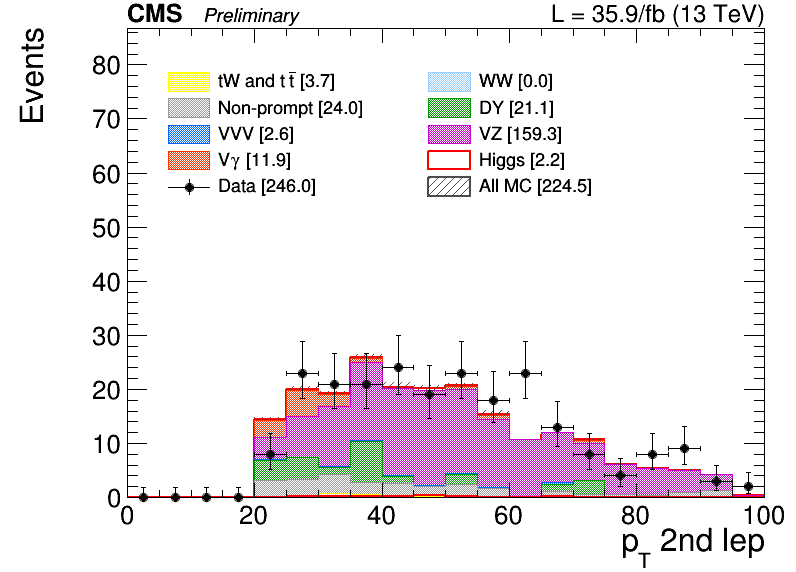 CMS Preliminary L = 35.9/fb (13 TeV)
Events
80
70
60
50
40
30
20
10
0
tW and t t̄ [3.7] WW [0.0]
Non-prompt [24.0] DY [21.1]
VVV [2.6] VZ [159.3]
Vγ [11.9] Higgs [2.2]
Data [246.0] All MC [224.5]
0 20 40 60 80 100
p_T 2nd lep